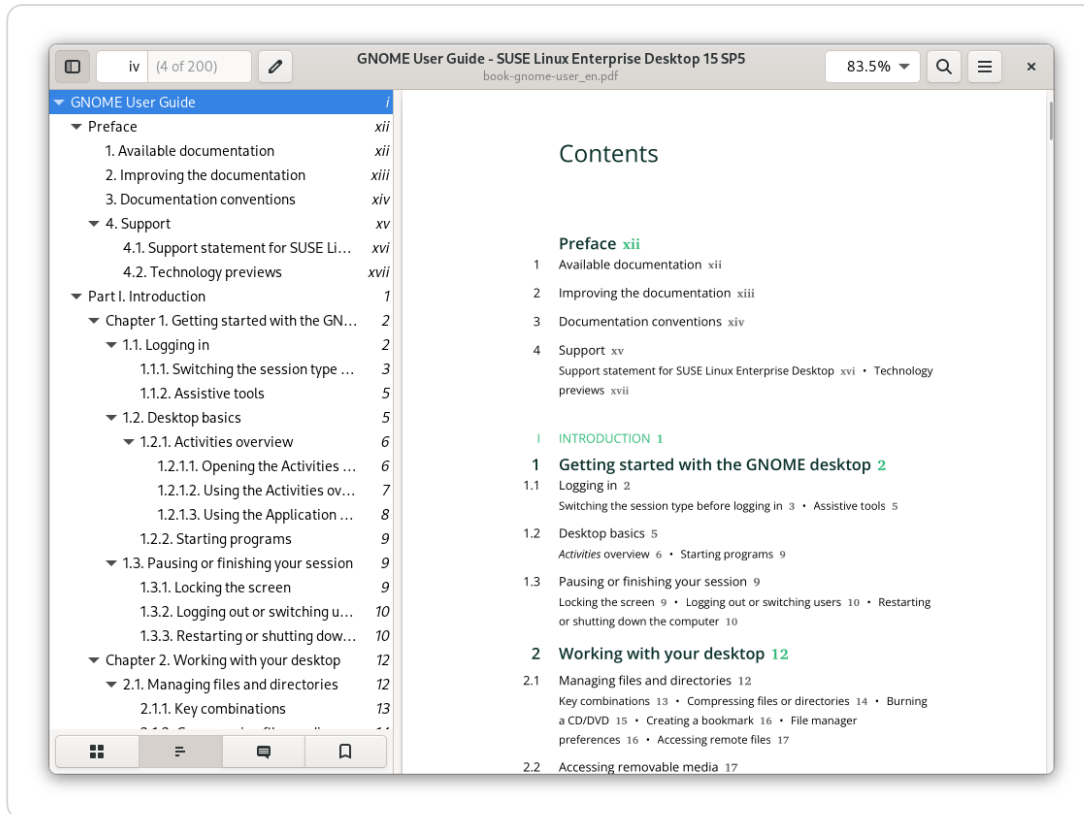 iv (4 of 200)
GNOME User Guide - SUSE Linux Enterprise Desktop 15 SP5
book-gnome-user_en.pdf
83.5%
GNOME User Guide i
Preface xii
1. Available documentation xii
2. Improving the documentation xiii
3. Documentation conventions xiv
4. Support xv
4.1. Support statement for SUSE Li... xvi
4.2. Technology previews xvii
Part I. Introduction 1
Chapter 1. Getting started with the GN... 2
1.1. Logging in 2
1.1.1. Switching the session type ... 3
1.1.2. Assistive tools 5
1.2. Desktop basics 5
1.2.1. Activities overview 6
1.2.1.1. Opening the Activities ... 6
1.2.1.2. Using the Activities ov... 7
1.2.1.3. Using the Application ... 8
1.2.2. Starting programs 9
1.3. Pausing or finishing your session 9
1.3.1. Locking the screen 9
1.3.2. Logging out or switching u... 10
1.3.3. Restarting or shutting dow... 10
Chapter 2. Working with your desktop 12
2.1. Managing files and directories 12
2.1.1. Key combinations 13
Contents
Preface xii
1 Available documentation xii
2 Improving the documentation xiii
3 Documentation conventions xiv
4 Support xv
Support statement for SUSE Linux Enterprise Desktop xvi • Technology
previews xvii
I INTRODUCTION 1
1 Getting started with the GNOME desktop 2
1.1 Logging in 2
Switching the session type before logging in 3 • Assistive tools 5
1.2 Desktop basics 5
Activities overview 6 • Starting programs 9
1.3 Pausing or finishing your session 9
Locking the screen 9 • Logging out or switching users 10 • Restarting
or shutting down the computer 10
2 Working with your desktop 12
2.1 Managing files and directories 12
Key combinations 13 • Compressing files or directories 14 • Burning
a CD/DVD 15 • Creating a bookmark 16 • File manager
preferences 16 • Accessing remote files 17
2.2 Accessing removable media 17